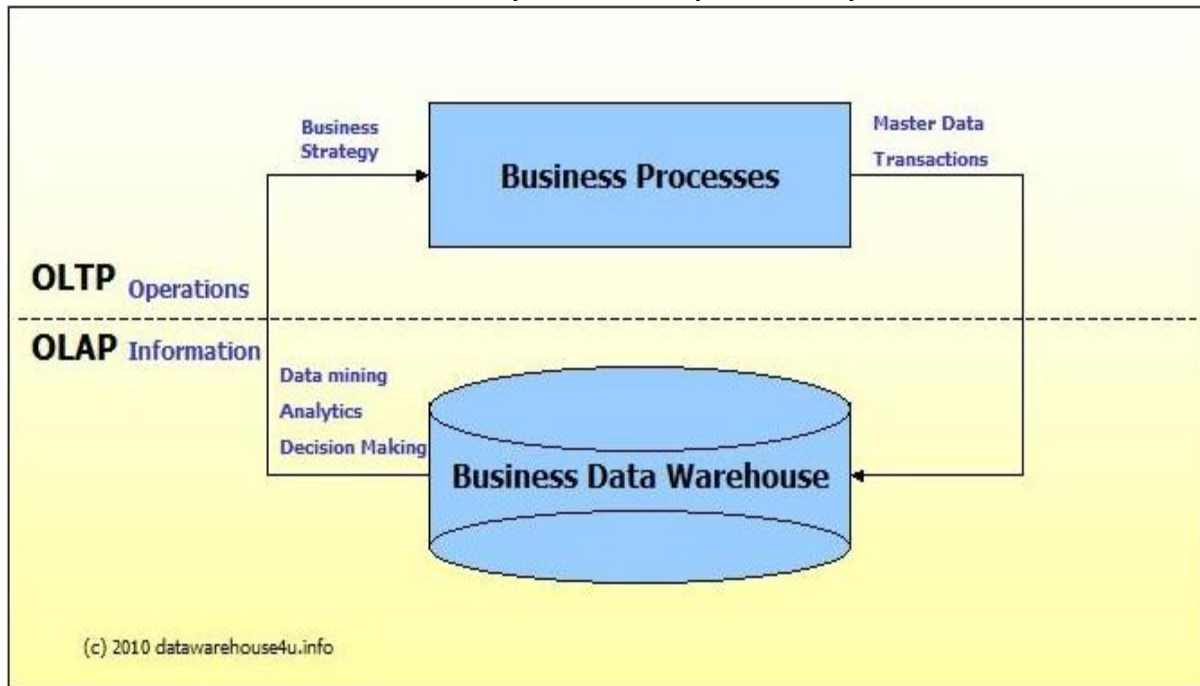 Business
Strategy
Business Processes
Master Data
Transactions
OLTP Operations
OLAP Information
Data mining
Analytics
Decision Making
Business Data Warehouse
(c) 2010 datawarehouse4u.info